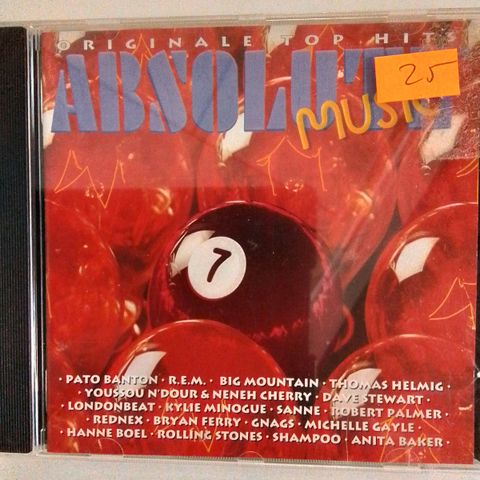 ORIGINALE TOP HITS
ABSOLUTE
MUSIC
25
7
· PATO BANTON · R.E.M. · BIG MOUNTAIN · THOMAS HELMIG ·
· YOUSSOU N'DOUR & NENEH CHERRY · DAVE STEWART ·
· LONDONBEAT · KYLIE MINOGUE · SANNE · ROBERT PALMER ·
· REDNEX · BRYAN FERRY · GNAGS · MICHELLE GAYLE ·
· HANNE BOEL · ROLLING STONES · SHAMPOO · ANITA BAKER ·